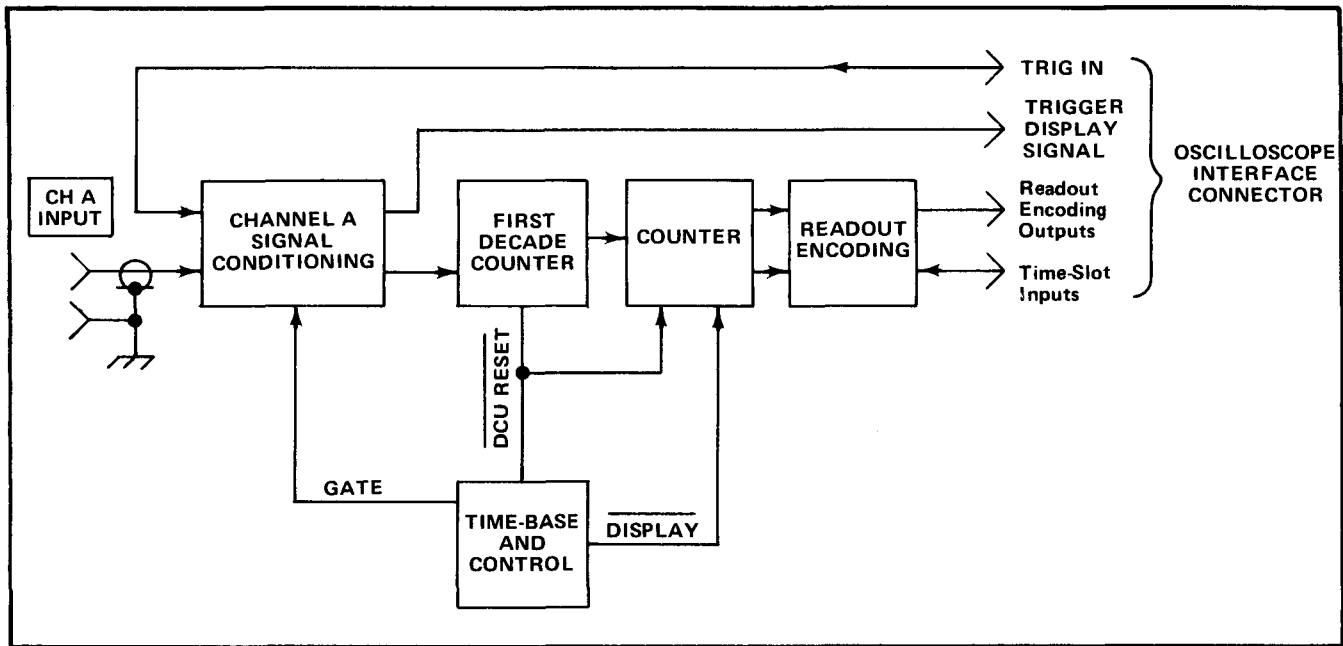 TRIG IN
TRIGGER
DISPLAY
SIGNAL
OSCILLOSCOPE
INTERFACE
CONNECTOR
CH A
INPUT
CHANNEL A
SIGNAL
CONDITIONING
FIRST
DECADE
COUNTER
COUNTER
READOUT
ENCODING
Readout
Encoding
Outputs
Time-Slot
Inputs
DCU RESET
GATE
TIME-BASE
AND
CONTROL
DISPLAY